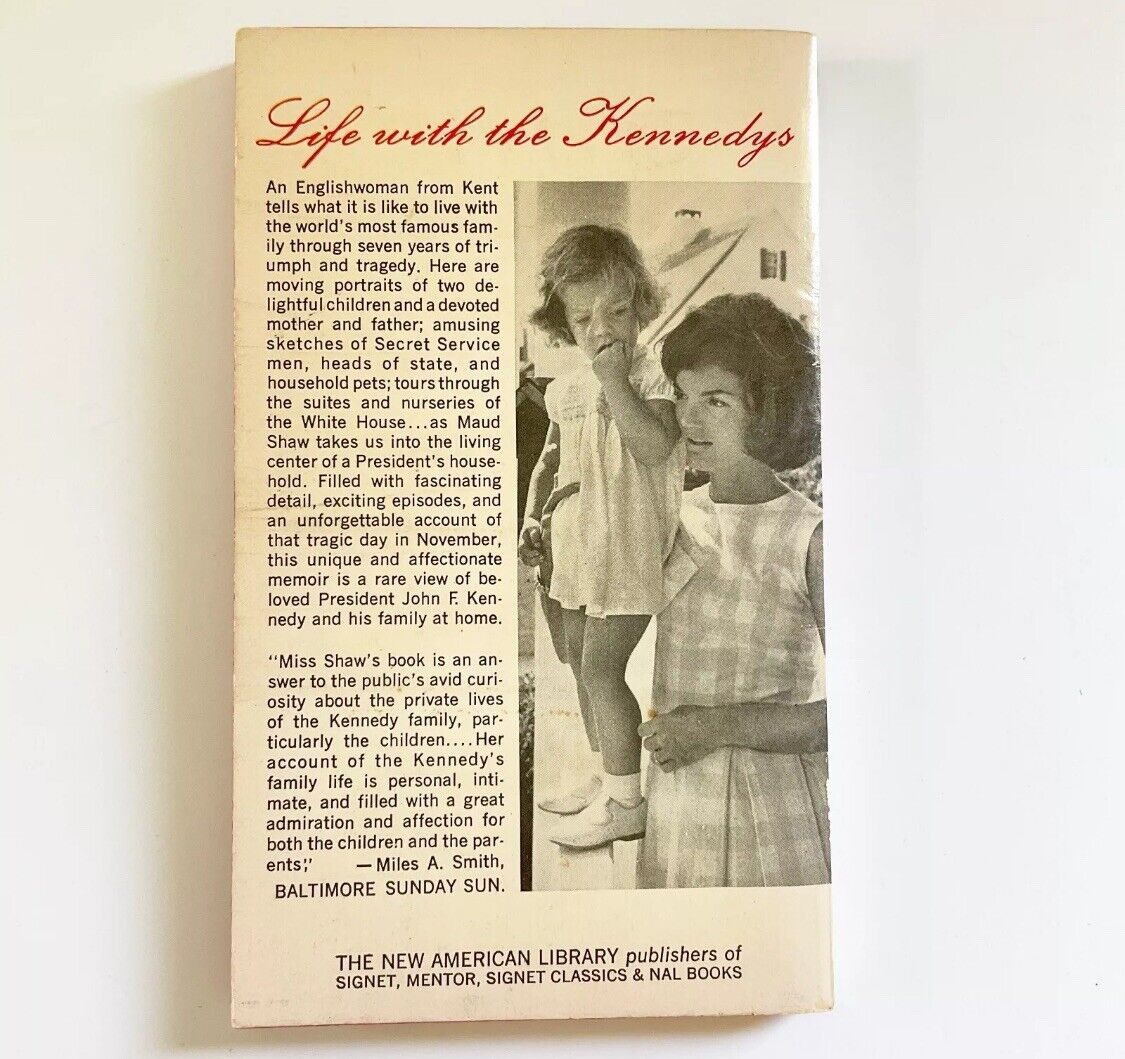 Life with the Kennedys
An Englishwoman from Kent
tells what it is like to live with
the world's most famous fam-
ily through seven years of tri-
umph and tragedy. Here are
moving portraits of two de-
lightful children and a devoted
mother and father; amusing
sketches of Secret Service
men, heads of state, and
household pets; tours through
the suites and nurseries of
the White House...as Maud
Shaw takes us into the living
center of a President's house-
hold. Filled with fascinating
detail, exciting episodes, and
an unforgettable account of
that tragic day in November,
this unique and affectionate
memoir is a rare view of be-
loved President John F. Ken-
nedy and his family at home.
"Miss Shaw's book is an an-
swer to the public's avid curi-
osity about the private lives
of the Kennedy family, par-
ticularly the children....Her
account of the Kennedy's
family life is personal, inti-
mate, and filled with a great
admiration and affection for
both the children and the par-
ents." —Miles A. Smith,
BALTIMORE SUNDAY SUN.
THE NEW AMERICAN LIBRARY publishers of
SIGNET, MENTOR, SIGNET CLASSICS & NAL BOOKS